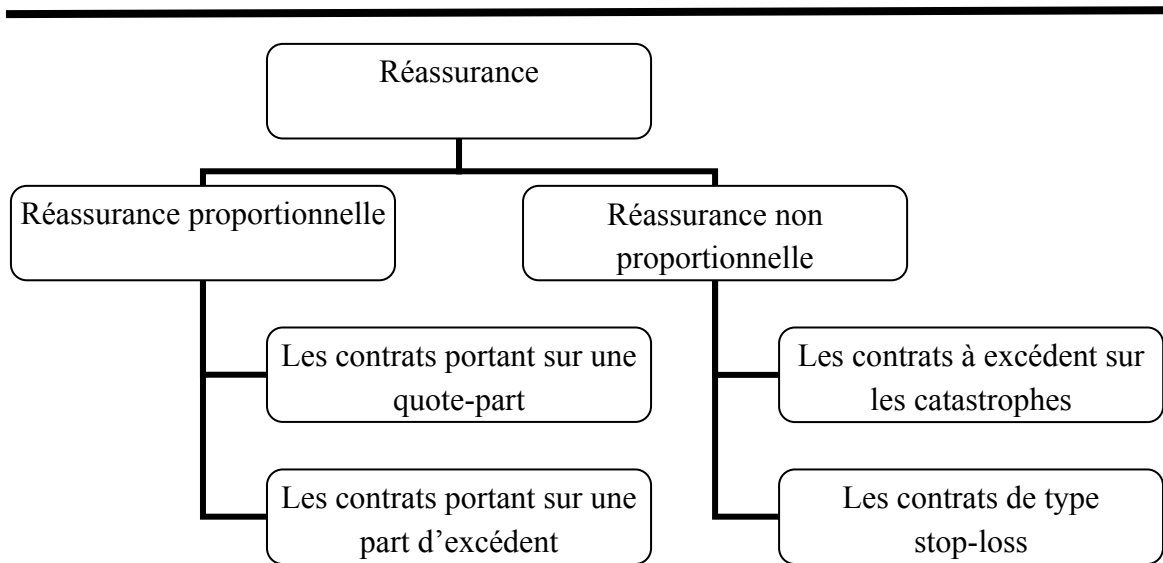 Réassurance
Réassurance proportionnelle
Réassurance non
proportionnelle
Les contrats portant sur une
quote-part
Les contrats à excédent sur
les catastrophes
Les contrats portant sur une
part d’excédent
Les contrats de type
stop-loss